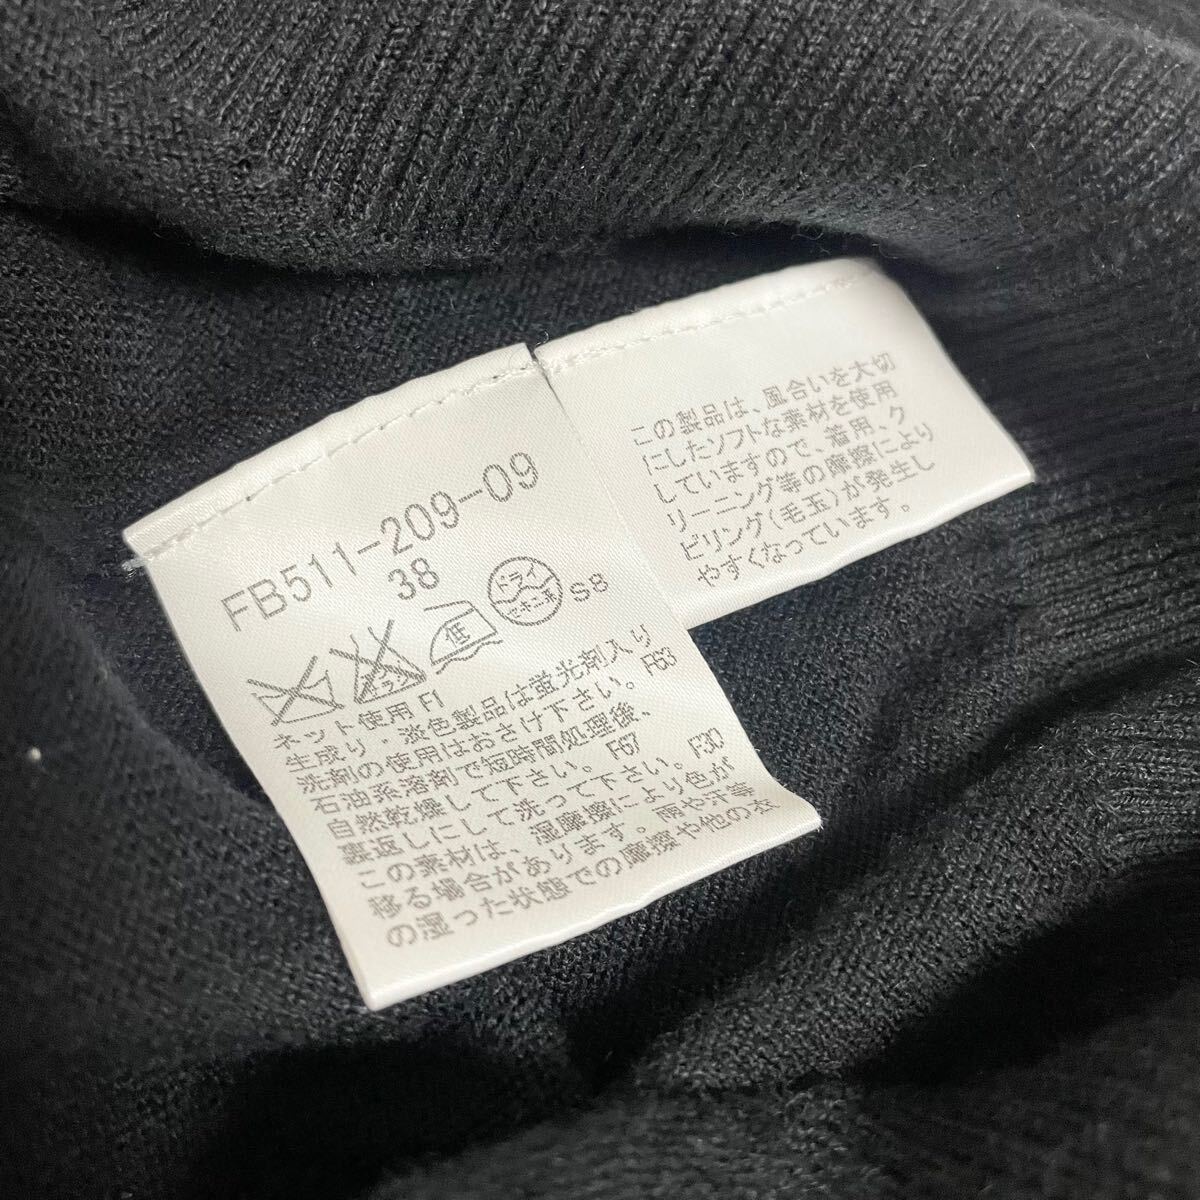 FB511-209-09
38
エンソ
サラシ
低
ドライ
セキユ系
S8
ネット使用 F1
生成り・淡色製品は蛍光剤入り
洗剤の使用はおさけ下さい。F63
石油系溶剤で短時間処理後、
自然乾燥して下さい。F67
裏返しにして洗って下さい。F30
この素材は、湿摩擦により色が
移る場合があります。雨や汗等
の湿った状態での摩擦や他の衣
この製品は、風合いを大切
にしたソフトな素材を使用
していますので、着用、ク
リーニング等の摩擦により
ピリング(毛玉)が発生し
やすくなっています。